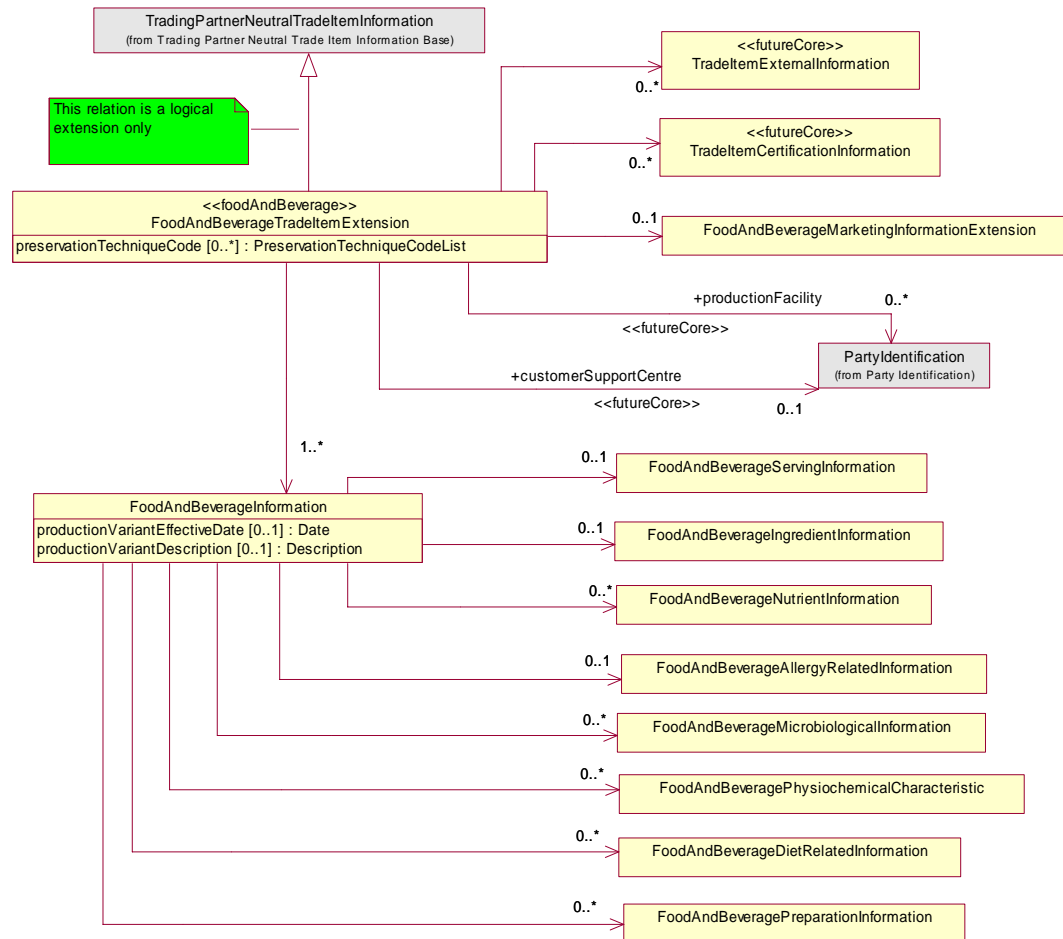 TradingPartnerNeutralTradeItemInformation
(from Trading Partner Neutral Trade Item Information Base)
<<futureCore>>
TradeItemExternalInformation
0..*
This relation is a logical
extension only
<<futureCore>>
TradeItemCertificationInformation
0..*
<<foodAndBeverage>>
FoodAndBeverageTradeItemExtension
preservationTechniqueCode [0..*] : PreservationTechniqueCodeList
0..1
FoodAndBeverageMarketingInformationExtension
+productionFacility
0..*
<<futureCore>>
PartyIdentification
(from Party Identification)
+customerSupportCentre
<<futureCore>>
0..1
1..*
FoodAndBeverageInformation
productionVariantEffectiveDate [0..1] : Date
productionVariantDescription [0..1] : Description
0..1
FoodAndBeverageServingInformation
0..1
FoodAndBeverageIngredientInformation
0..*
FoodAndBeverageNutrientInformation
0..1
FoodAndBeverageAllergyRelatedInformation
0..*
FoodAndBeverageMicrobiologicalInformation
0..*
FoodAndBeveragePhysiochemicalCharacteristic
0..*
FoodAndBeverageDietRelatedInformation
0..*
FoodAndBeveragePreparationInformation